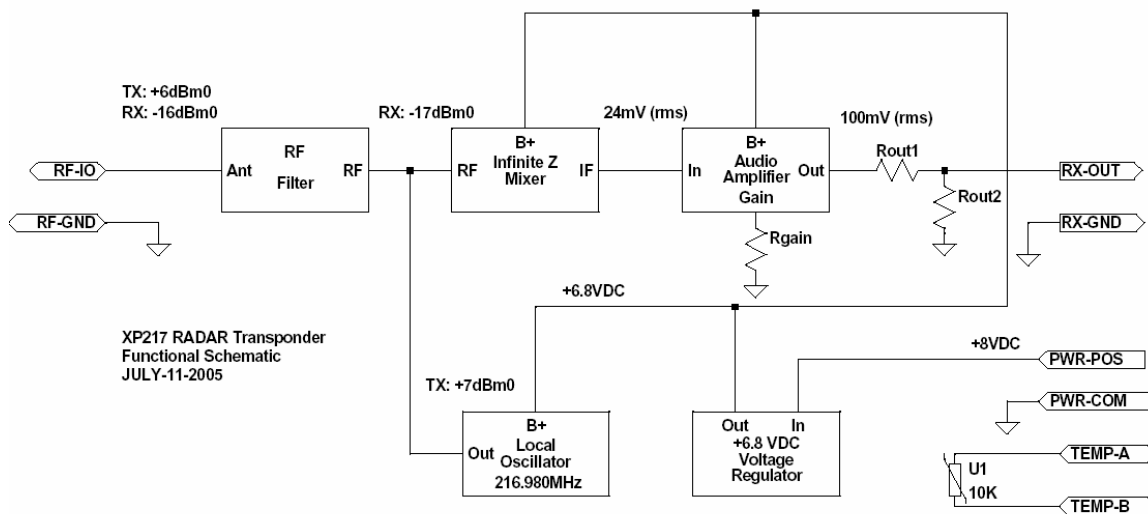 TX: +6dBm0
RX: -16dBm0
RX: -17dBm0
24mV (rms)
100mV (rms)
RF-IO
Ant
RF
Filter
RF
B+
RF
Infinite Z
Mixer
IF
B+
In
Audio
Amplifier
Out
Gain
Rout1
Rout2
RX-OUT
RF-GND
RX-GND
Rgain
+6.8VDC
XP217 RADAR Transponder
Functional Schematic
JULY-11-2005
+8VDC
PWR-POS
TX: +7dBm0
PWR-COM
B+
Out
Local
Oscillator
216.980MHz
Out
In
+6.8 VDC
Voltage
Regulator
TEMP-A
U1
10K
TEMP-B